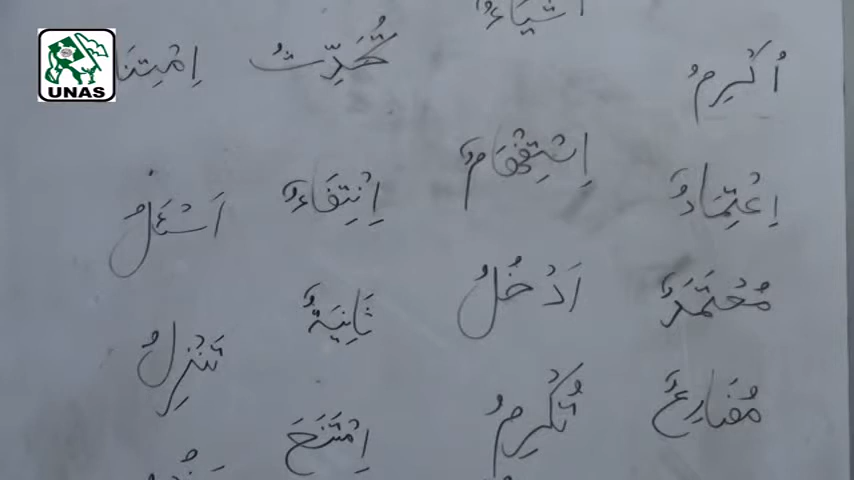 أَشْيَاءٌ
UNAS
أُكْرِمُ
تُحَدِّثُ
اِعْتِمَادٌ
اِسْتِفْهَامٌ
اِنْتِفَاءٌ
أَسْئَلُ
مُعْتَمَدٌ
أَدْخُلُ
ثَانِيَةٌ
تَنْزِلُ
مُضَارِعٌ
تُكْرِمُ
اِمْتَنَحَ